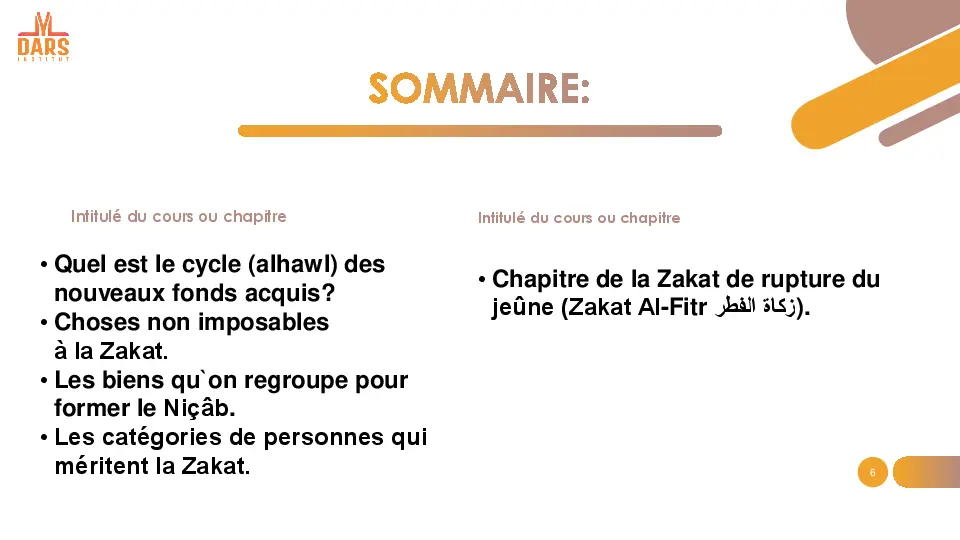 DARS
INSTITUT
SOMMAIRE:
Intitulé du cours ou chapitre
• Quel est le cycle (alhawl) des
nouveaux fonds acquis?
• Choses non imposables
à la Zakat.
• Les biens qu`on regroupe pour
former le Niçâb.
• Les catégories de personnes qui
méritent la Zakat.
Intitulé du cours ou chapitre
• Chapitre de la Zakat de rupture du
jeûne (Zakat Al-Fitr زكاة الفطر).
6